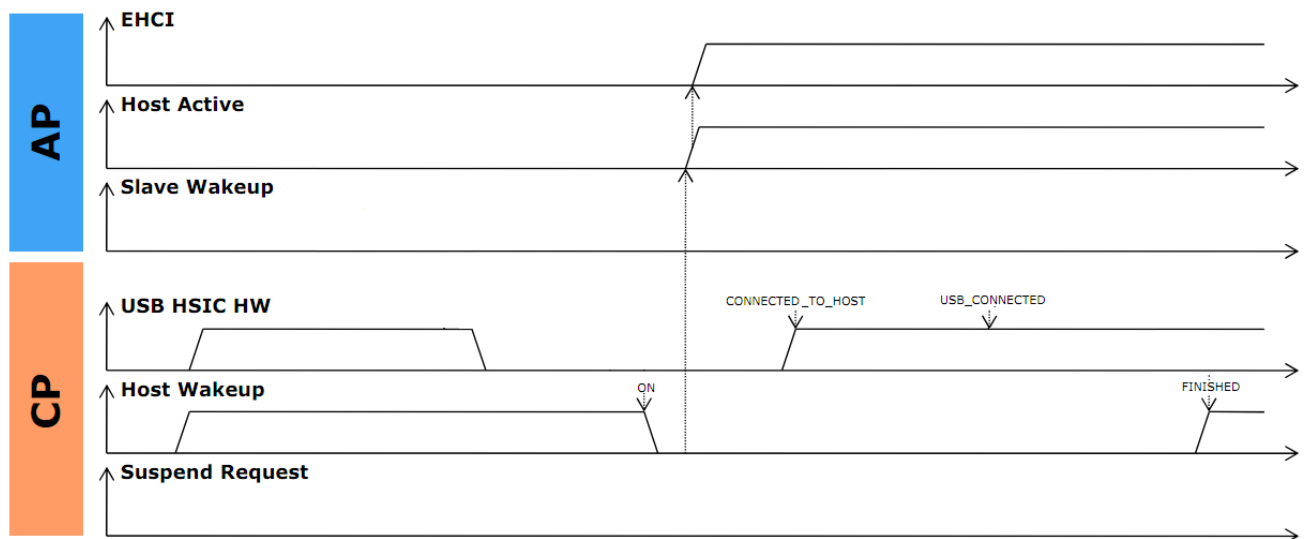 AP
EHCI
Host Active
Slave Wakeup
CP
USB HSIC HW
CONNECTED_TO_HOST
USB_CONNECTED
Host Wakeup
ON
FINISHED
Suspend Request